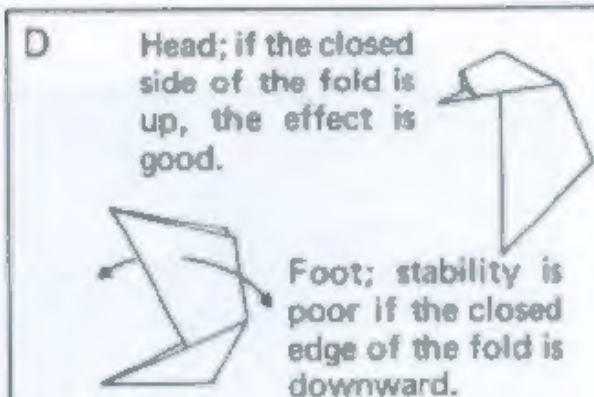 D
Head; if the closed
side of the fold is
up, the effect is
good.
Foot; stability is
poor if the closed
edge of the fold is
downward.